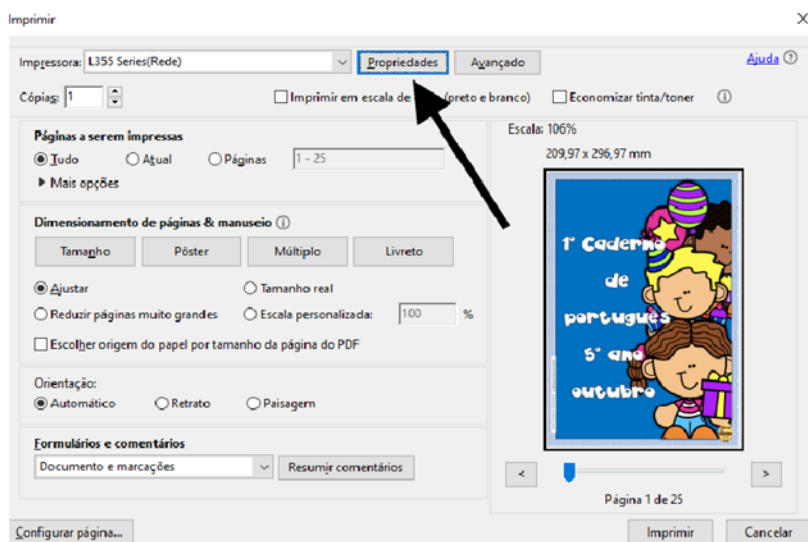 Imprimir
X
Impressora: L355 Series(Rede) Propriedades Avançado Ajuda
Cópias: 1 Imprimir em escala de (preto e branco) Economizar tinta/toner
Páginas a serem impressas
Tudo Atual Páginas 1 - 25
Mais opções
Dimensionamento de páginas & manuseio
Tamanho Pôster Múltiplo Livreto
Ajustar Tamanho real
Reduzir páginas muito grandes Escala personalizada: 100 %
Escolher origem do papel por tamanho da página do PDF
Orientação:
Automático Retrato Paisagem
Formulários e comentários
Documento e marcações Resumir comentários
Escala: 106%
209,97 x 296,97 mm
1º Caderno
de
português
5º ano
outubro
< >
Página 1 de 25
Configurar página... Imprimir Cancelar